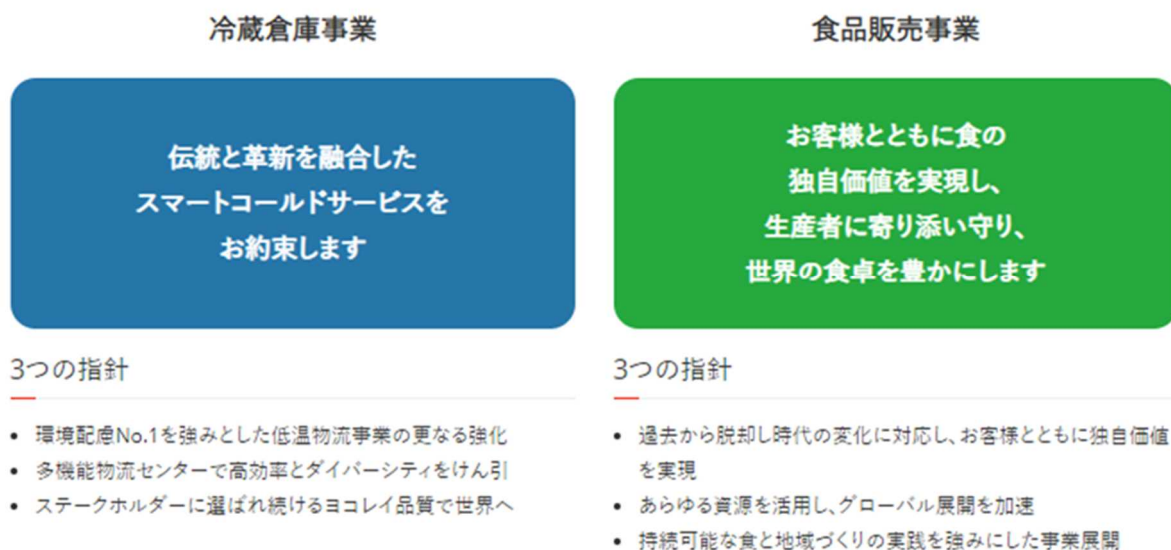 冷蔵倉庫事業
伝統と革新を融合した
スマートコールドサービスを
お約束します
3つの指針
• 環境配慮No.1を強みとした低温物流事業の更なる強化
• 多機能物流センターで高効率とダイバーシティをけん引
• ステークホルダーに選ばれ続けるヨコレイ品質で世界へ
食品販売事業
お客様とともに食の
独自価値を実現し、
生産者に寄り添い守り、
世界の食卓を豊かにします
3つの指針
• 過去から脱却し時代の変化に対応し、お客様とともに独自価値
を実現
• あらゆる資源を活用し、グローバル展開を加速
• 持続可能な食と地域づくりの実践を強みにした事業展開